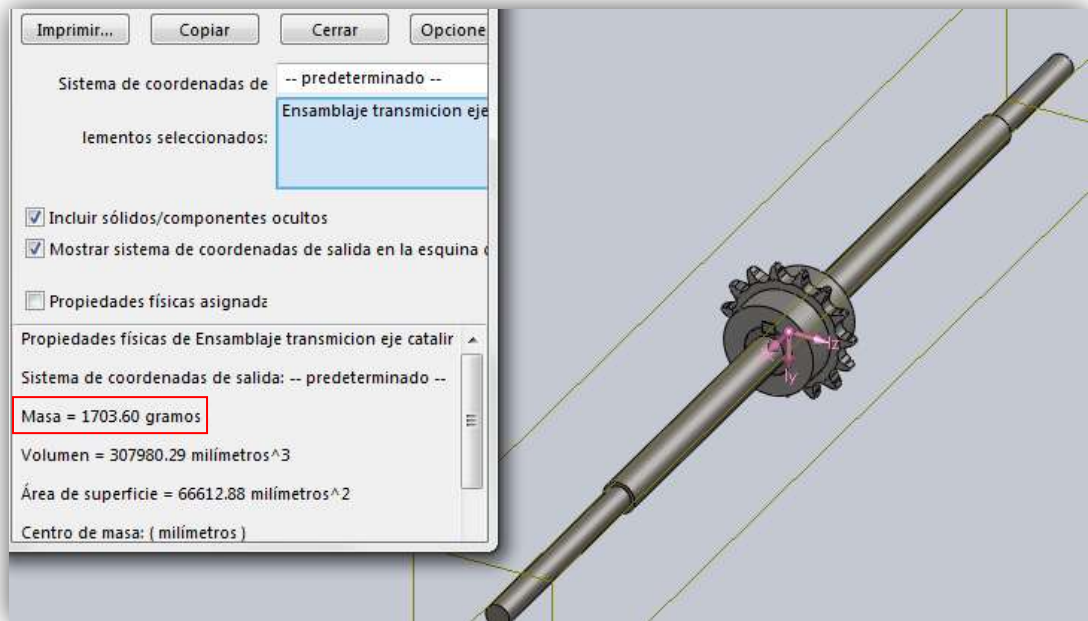 Imprimir... Copiar Cerrar Opcione
Sistema de coordenadas de -- predeterminado --
Ensamblaje transmicion eje
lementos seleccionados:
Incluir sólidos/componentes ocultos
Mostrar sistema de coordenadas de salida en la esquina
Propiedades físicas asignada
Propiedades físicas de Ensamblaje transmicion eje catalir
Sistema de coordenadas de salida: -- predeterminado --
Masa = 1703.60 gramos
Volumen = 307980.29 milímetros^3
Área de superficie = 66612.88 milímetros^2
Centro de masa: ( milímetros )
Iz
Iy